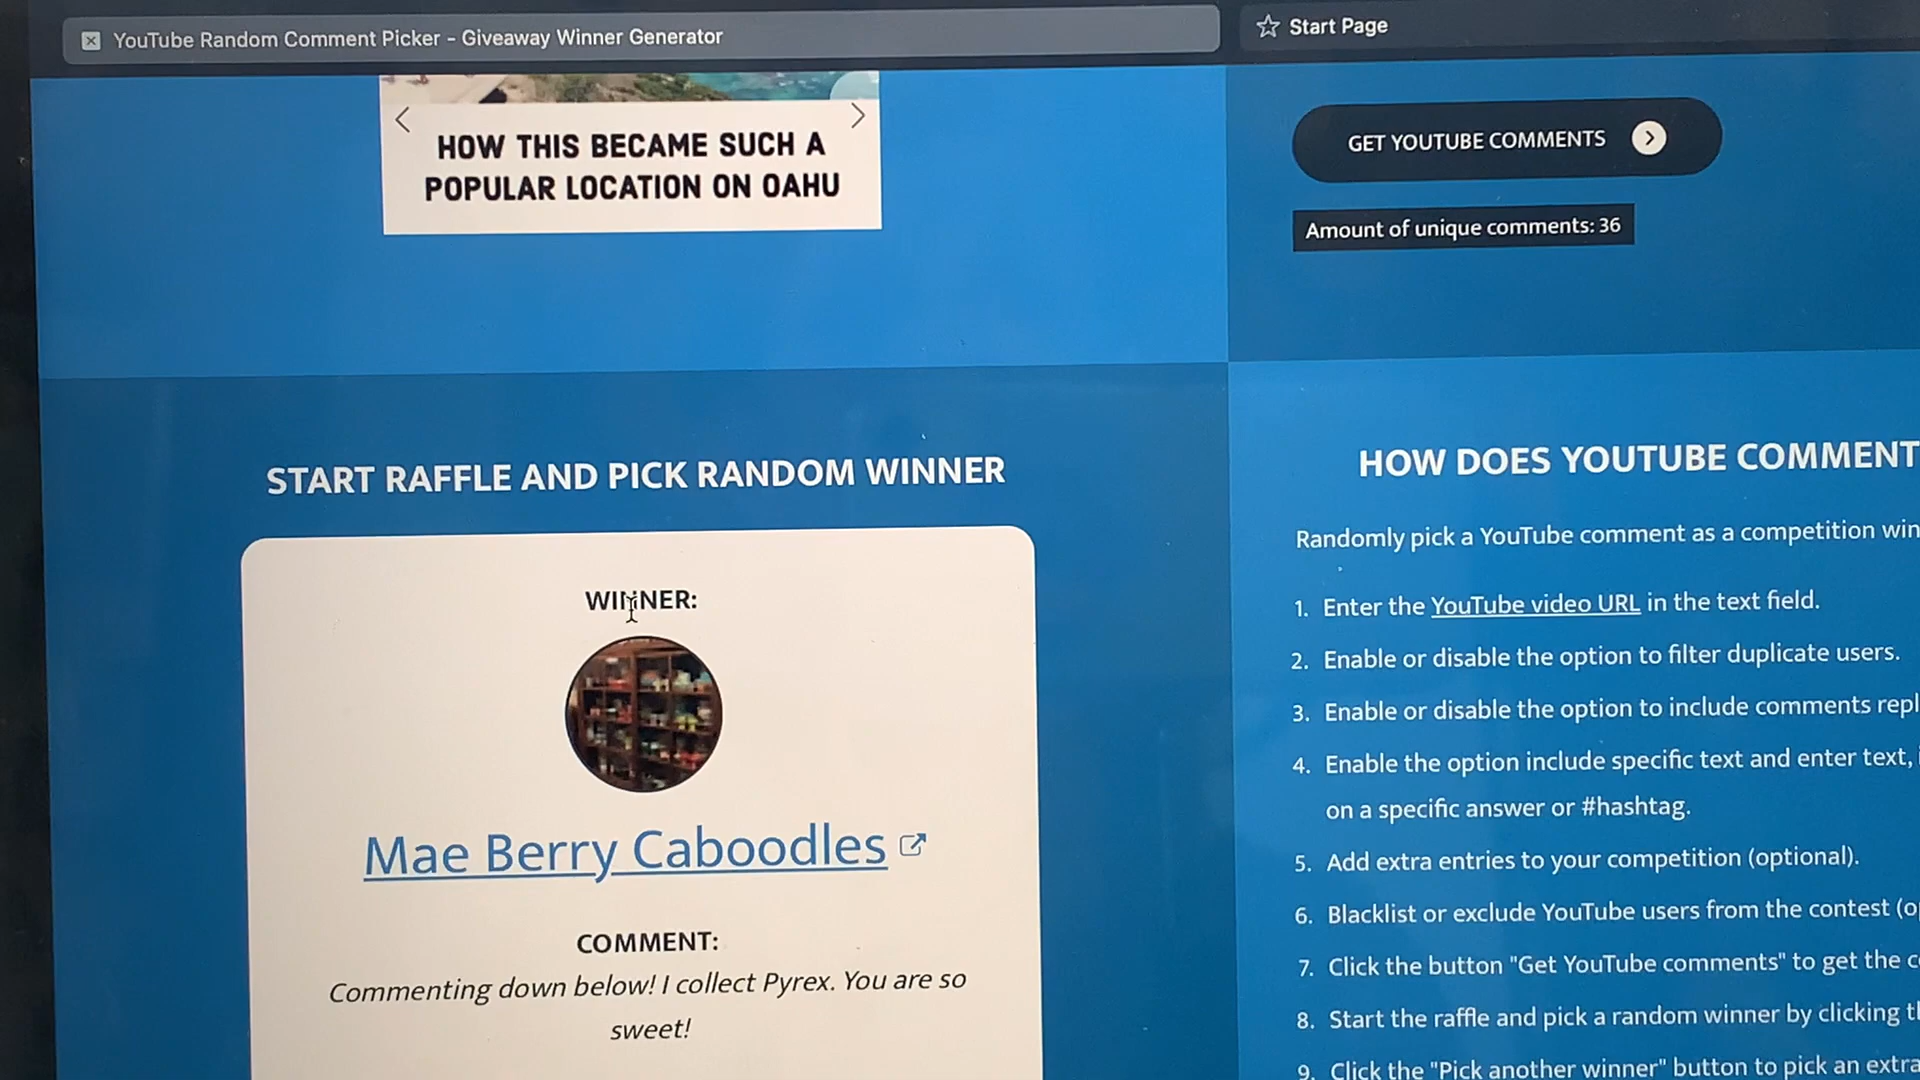 YouTube Random Comment Picker - Giveaway Winner Generator
Start Page
HOW THIS BECAME SUCH A
POPULAR LOCATION ON OAHU
GET YOUTUBE COMMENTS
Amount of unique comments: 36
START RAFFLE AND PICK RANDOM WINNER
WINNER:
Mae Berry Caboodles
COMMENT:
Commenting down below! I collect Pyrex. You are so
sweet!
HOW DOES YOUTUBE COMMENT
Randomly pick a YouTube comment as a competition win
1. Enter the YouTube video URL in the text field.
2. Enable or disable the option to filter duplicate users.
3. Enable or disable the option to include comments repl
4. Enable the option include specific text and enter text,
on a specific answer or #hashtag.
5. Add extra entries to your competition (optional).
6. Blacklist or exclude YouTube users from the contest (op
7. Click the button "Get YouTube comments" to get the c
8. Start the raffle and pick a random winner by clicking t
9. Click the "Pick another winner" button to pick an extra